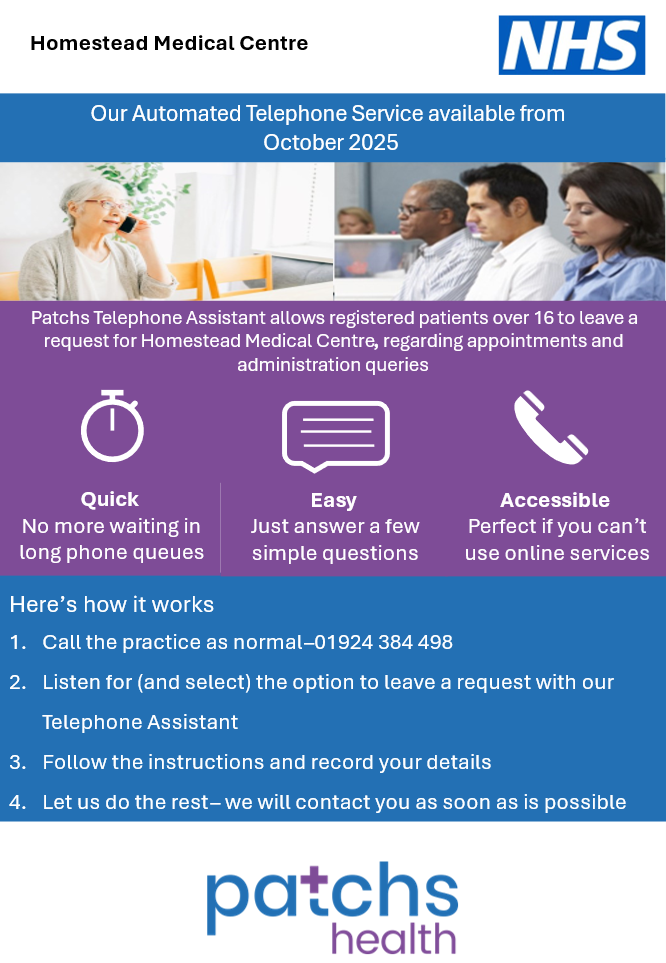 Homestead Medical Centre
NHS
Our Automated Telephone Service available from
October 2025
Patchs Telephone Assistant allows registered patients over 16 to leave a
request for Homestead Medical Centre, regarding appointments and
administration queries
Quick
No more waiting in
long phone queues
Easy
Just answer a few
simple questions
Accessible
Perfect if you can’t
use online services
Here’s how it works
1. Call the practice as normal–01924 384 498
2. Listen for (and select) the option to leave a request with our
Telephone Assistant
3. Follow the instructions and record your details
4. Let us do the rest– we will contact you as soon as is possible
patchs
health